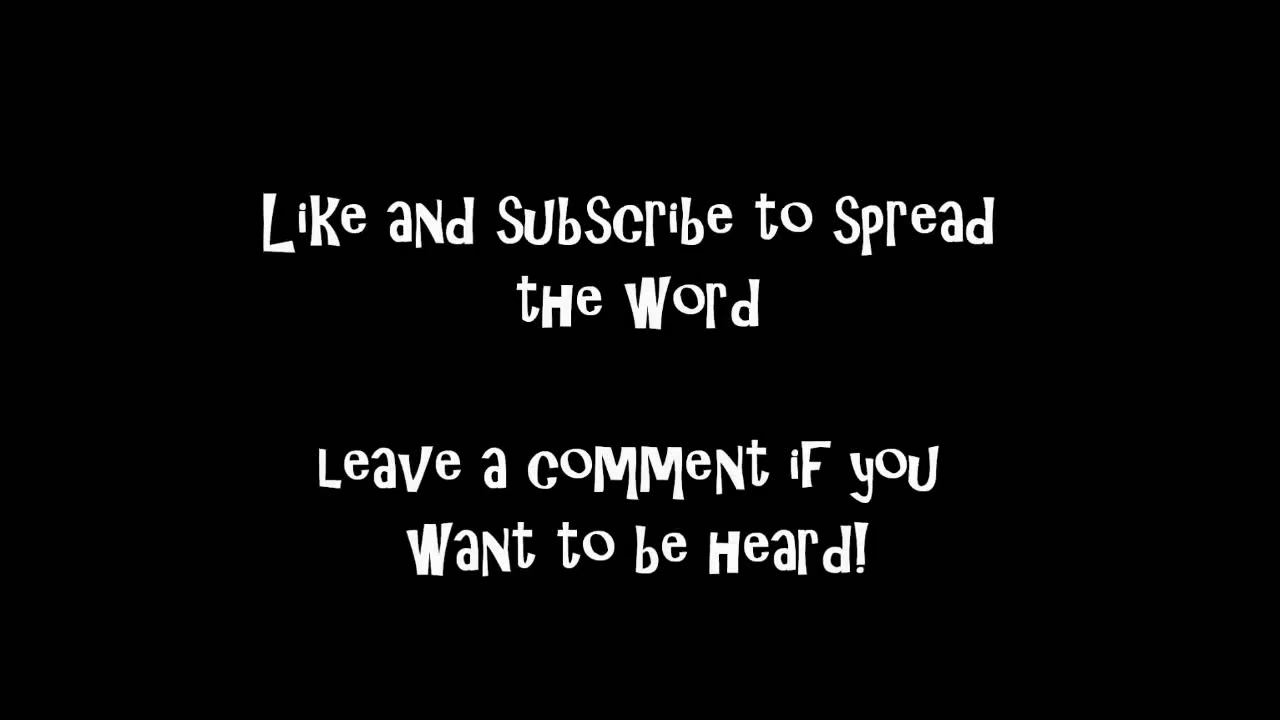 Like and Subscribe to Spread
the Word
Leave a comment if you
want to be Heard!